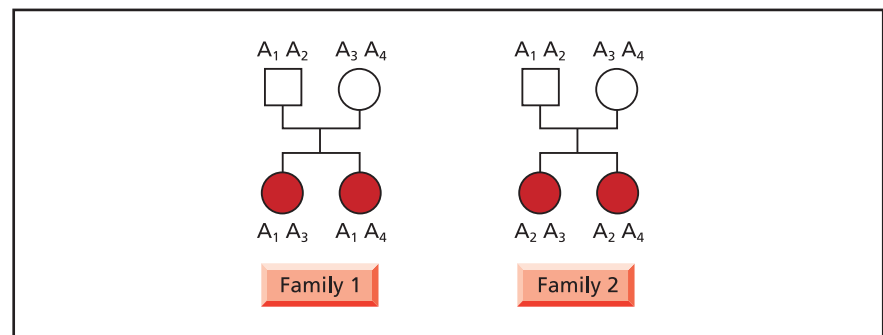 A₁ A₂ A₃ A₄ A₁ A₂ A₃ A₄
A₁ A₃ A₁ A₄ A₂ A₃ A₂ A₄
Family 1 Family 2